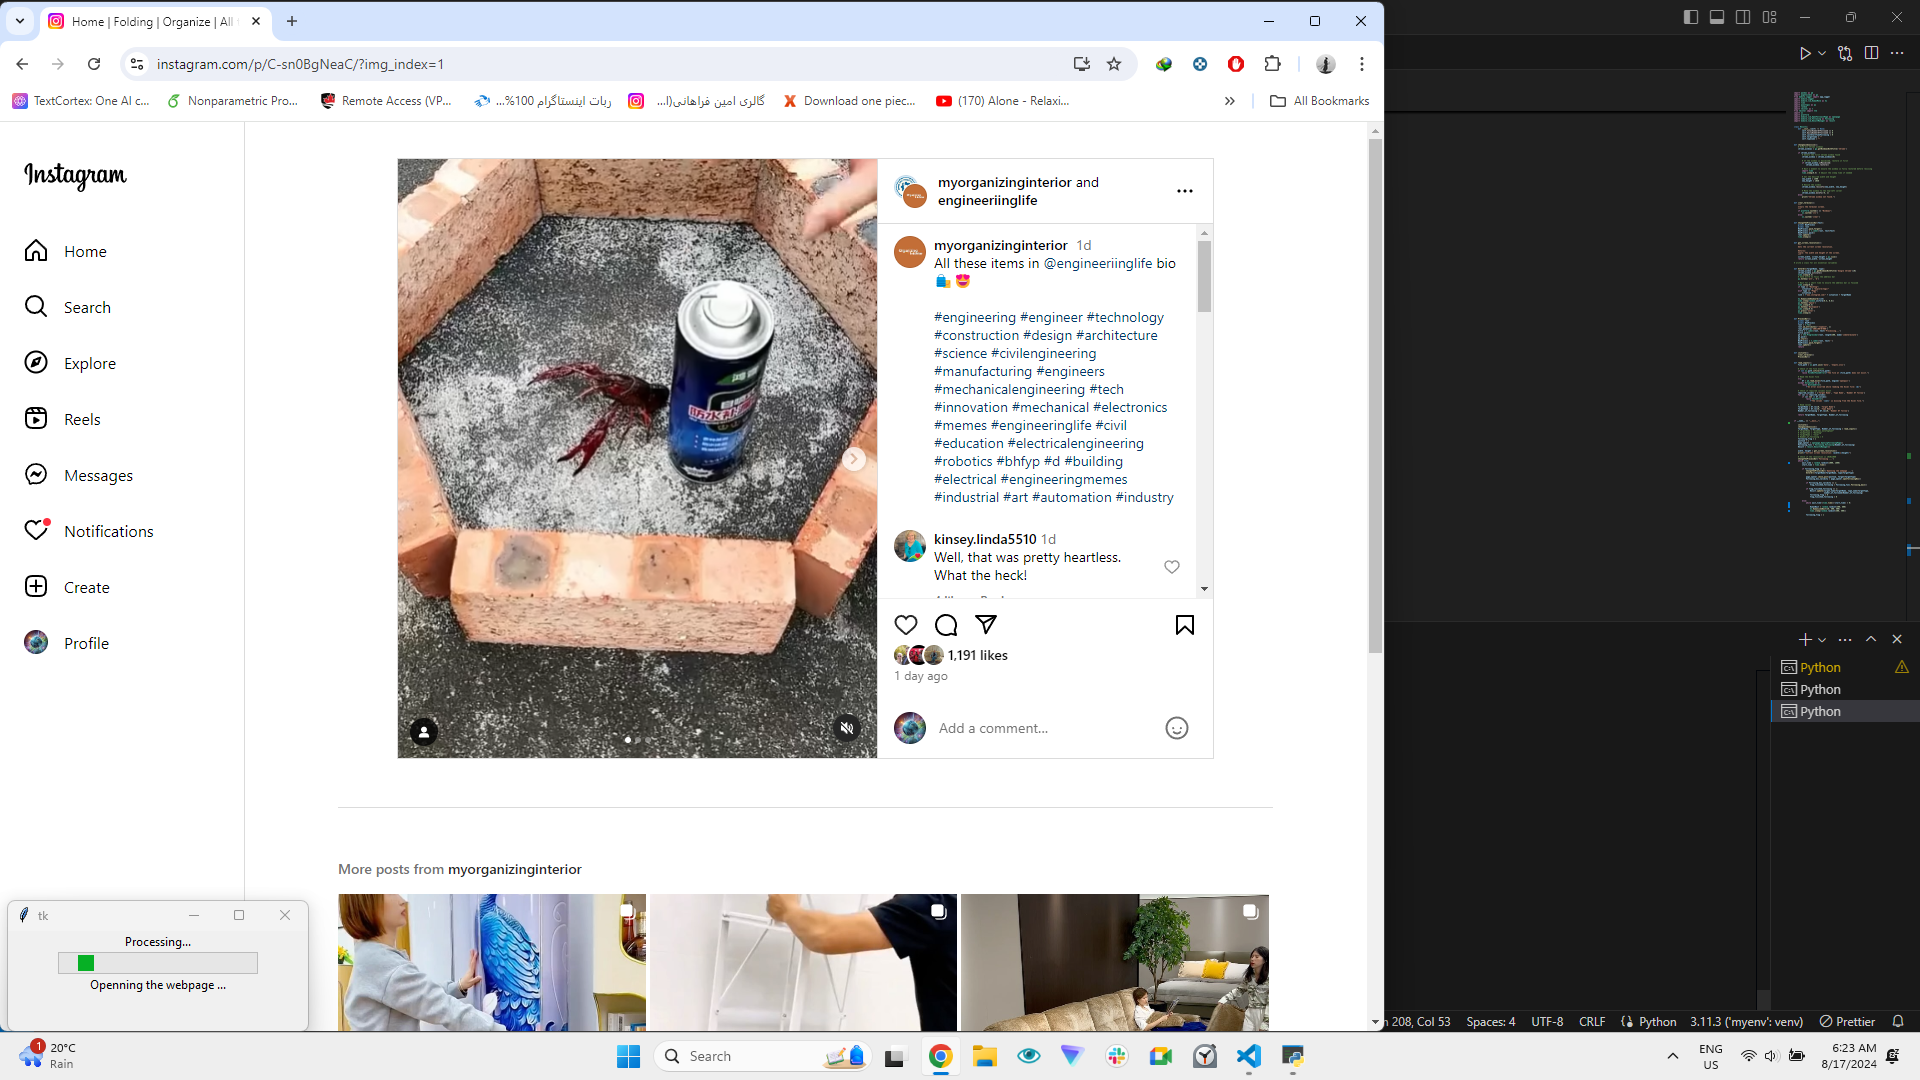 Home | Folding | Organize | All
instagram.com/p/C-sn0BgNeaC/?img_index=1
TextCortex: One AI c...
Nonparametric Pro...
Remote Access (VP...
ربات اینستاگرام 100%...
گالری امین فراهانی(ا...
Download one piec...
(170) Alone - Relaxi...
All Bookmarks
Instagram
Home
Search
Explore
Reels
Messages
Notifications
Create
Profile
myorganizinginterior and
engineeriinglife
myorganizinginterior 1d
All these items in @engineeriinglife bio
#engineering #engineer #technology
#construction #design #architecture
#science #civilengineering
#manufacturing #engineers
#mechanicalengineering #tech
#innovation #mechanical #electronics
#memes #engineeringlife #civil
#education #electricalengineering
#robotics #bhfyp #d #building
#electrical #engineeringmemes
#industrial #art #automation #industry
kinsey.linda5510 1d
Well, that was pretty heartless.
What the heck!
1,191 likes
1 day ago
Add a comment...
More posts from myorganizinginterior
tk
Processing...
Openning the webpage ...
Python
Python
Python
208, Col 53
Spaces: 4
UTF-8
CRLF
Python
3.11.3 ('myenv': venv)
Prettier
1
20°C
Rain
Search
ENG
US
6:23 AM
8/17/2024